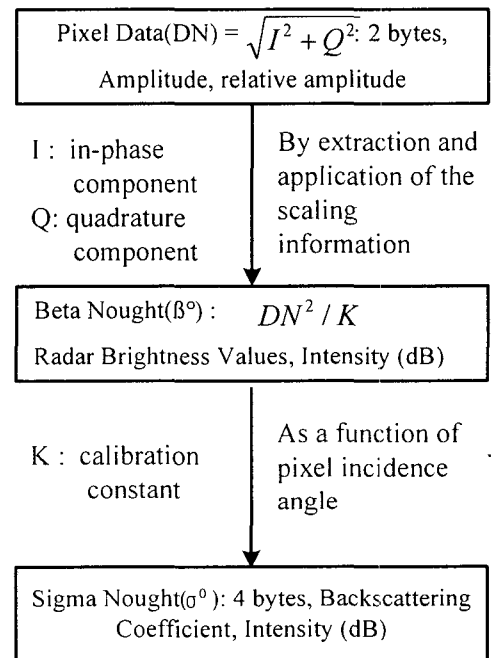 Pixel Data(DN) = √I² + Q²: 2 bytes,
Amplitude, relative amplitude
I : in-phase
component
Q: quadrature
component
By extraction and
application of the
scaling
information
Beta Nought(ß°) : DN² / K
Radar Brightness Values, Intensity (dB)
K : calibration
constant
As a function of
pixel incidence
angle
Sigma Nought(σ⁰): 4 bytes, Backscattering
Coefficient, Intensity (dB)